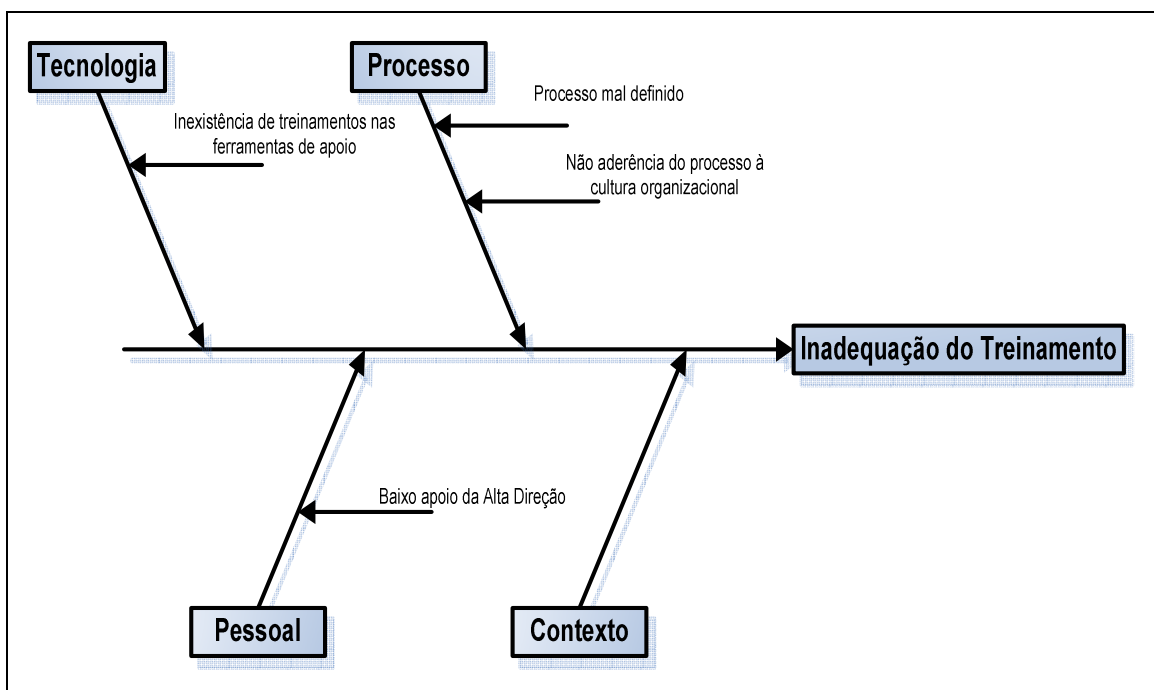 Tecnologia
Processo
Processo mal definido
Inexistência de treinamentos nas
ferramentas de apoio
Não aderência do processo à
cultura organizacional
Inadequação do Treinamento
Baixo apoio da Alta Direção
Pessoal
Contexto